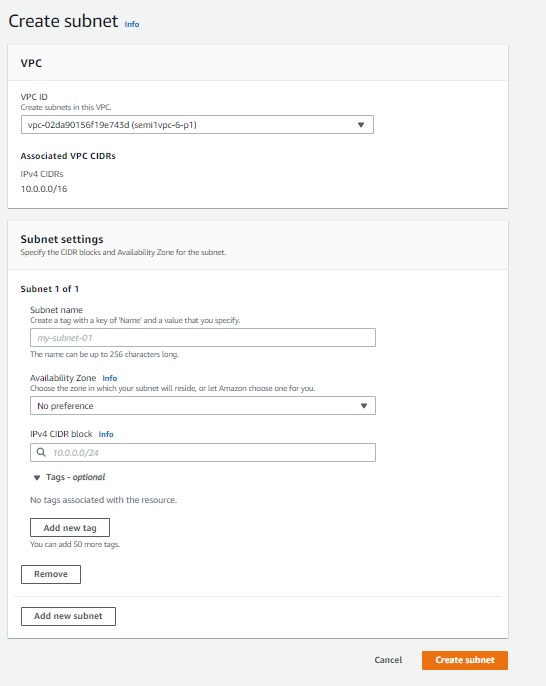 Create subnet Info
VPC
VPC ID
Create subnets in this VPC.
vpc-02da90156f19e743d (semi1vpc-6-p1)
Associated VPC CIDRs
IPv4 CIDRs
10.0.0.0/16
Subnet settings
Specify the CIDR blocks and Availability Zone for the subnet.
Subnet 1 of 1
Subnet name
Create a tag with a key of 'Name' and a value that you specify.
my-subnet-01
The name can be up to 256 characters long.
Availability Zone Info
Choose the zone in which your subnet will reside, or let Amazon choose one for you.
No preference
IPv4 CIDR block Info
10.0.0.0/24
Tags - optional
No tags associated with the resource.
Add new tag
You can add 50 more tags.
Remove
Add new subnet
Cancel Create subnet